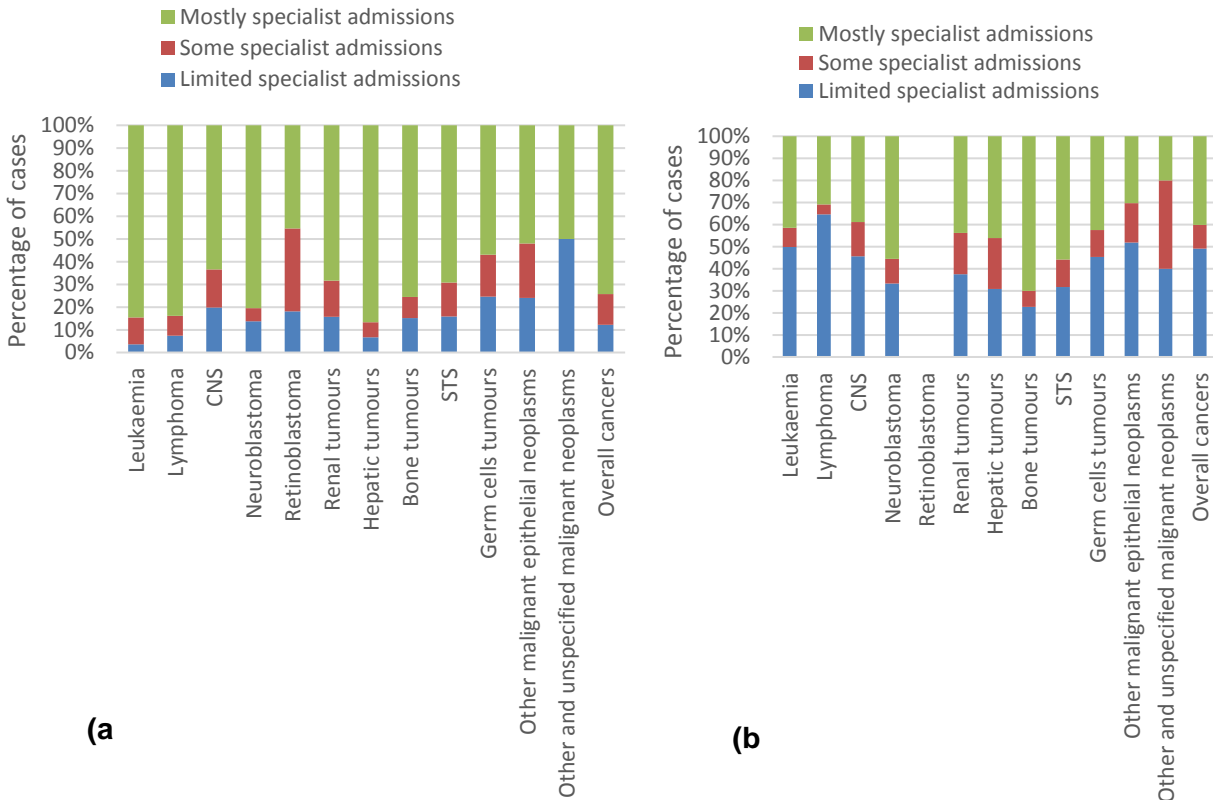 Mostly specialist admissions
Some specialist admissions
Limited specialist admissions
Percentage of cases
100%
90%
80%
70%
60%
50%
40%
30%
20%
10%
0%
Leukaemia
Lymphoma
CNS
Neuroblastoma
Retinoblastoma
Renal tumours
Hepatic tumours
Bone tumours
STS
Germ cells tumours
Other malignant epithelial neoplasms
Other and unspecified malignant neoplasms
Overall cancers
(a
Mostly specialist admissions
Some specialist admissions
Limited specialist admissions
Percentage of cases
100%
90%
80%
70%
60%
50%
40%
30%
20%
10%
0%
Leukaemia
Lymphoma
CNS
Neuroblastoma
Retinoblastoma
Renal tumours
Hepatic tumours
Bone tumours
STS
Germ cells tumours
Other malignant epithelial neoplasms
Other and unspecified malignant neoplasms
Overall cancers
(b